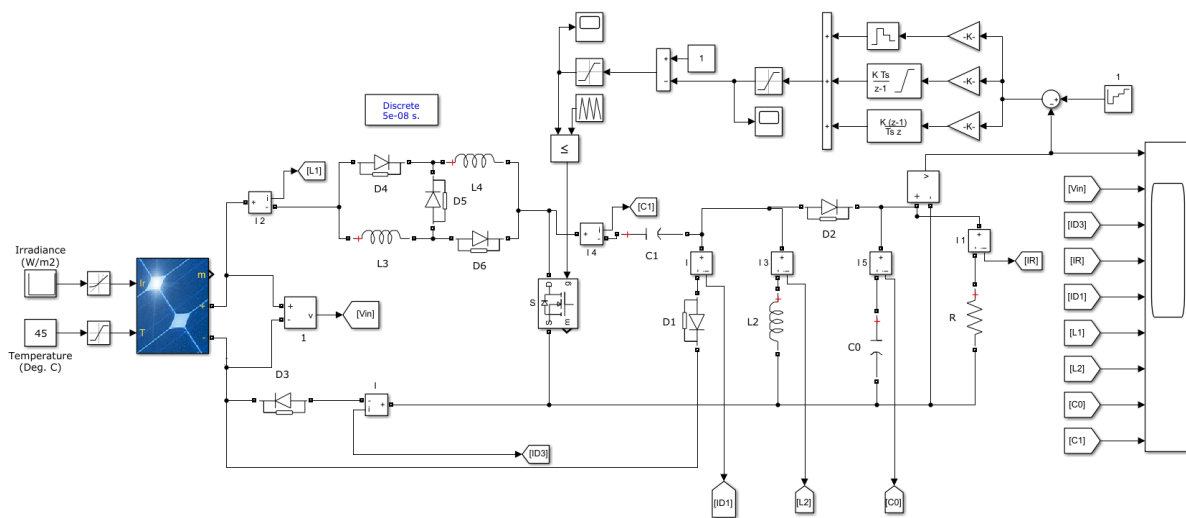 1
-K-
K Ts
z-1
-K-
1
K (z-1)
Ts z
-K-
Discrete
5e-08 s.
≤
[L1]
i
+
-
I 2
D4
L4
D5
L3
D6
[C1]
i
+
-
I 4
C1
D2
v
+
-
[Vin]
[ID3]
[IR]
[ID1]
[L1]
[L2]
[C0]
[C1]
I 1
[IR]
I
I 3
I 5
R
Irradiance
(W/m2)
Ir
m
+
T
-
45
Temperature
(Deg. C)
+
-
v
1
[Vin]
D
g
S
S
m
D1
L2
C0
D3
I
-
i
+
[ID3]
[ID1]
[L2]
[C0]